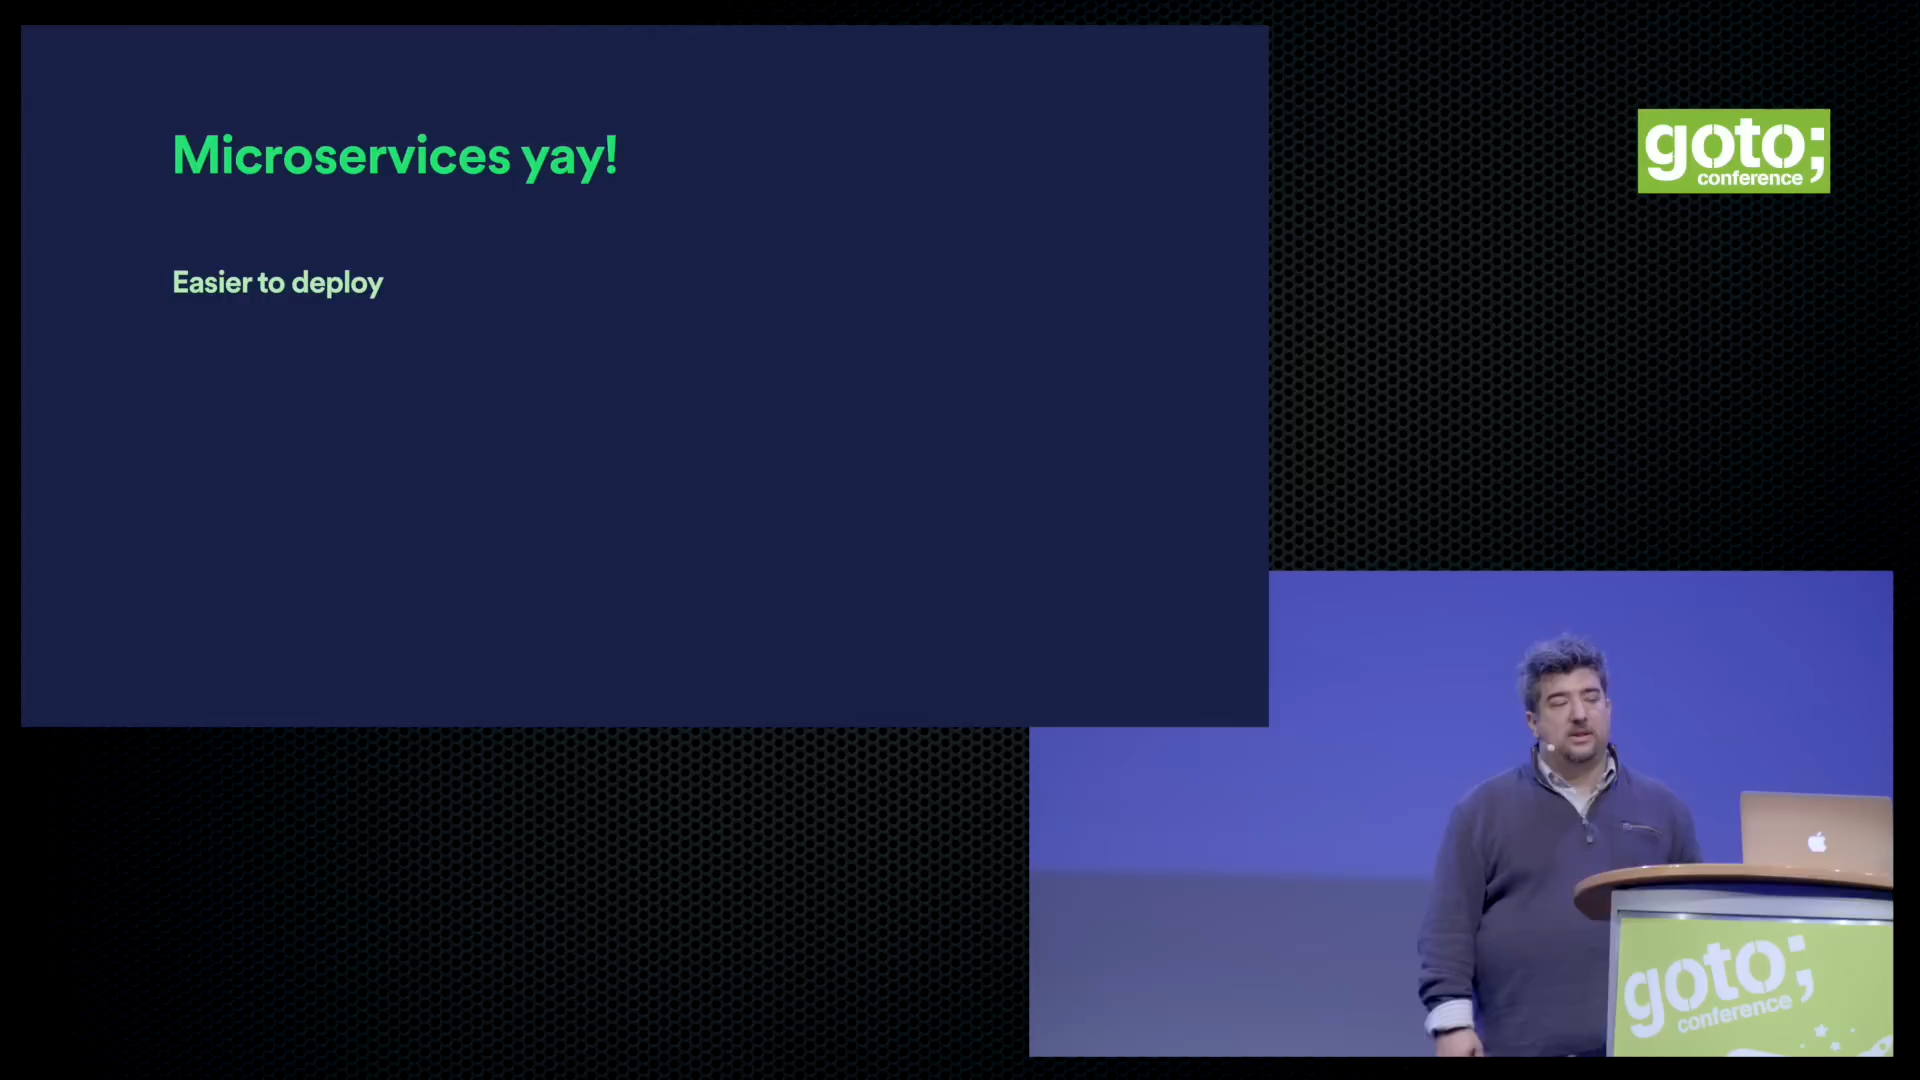 Microservices yay!
Easier to deploy
goto;
conference
goto;
conference